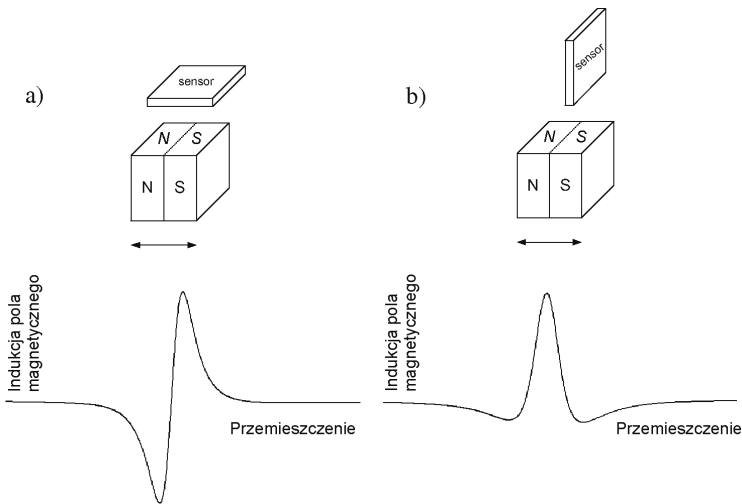 a)
sensor
N S
N S
Indukcja pola
magnetycznego
Przemieszczenie
b)
sensor
N S
N S
Indukcja pola
magnetycznego
Przemieszczenie